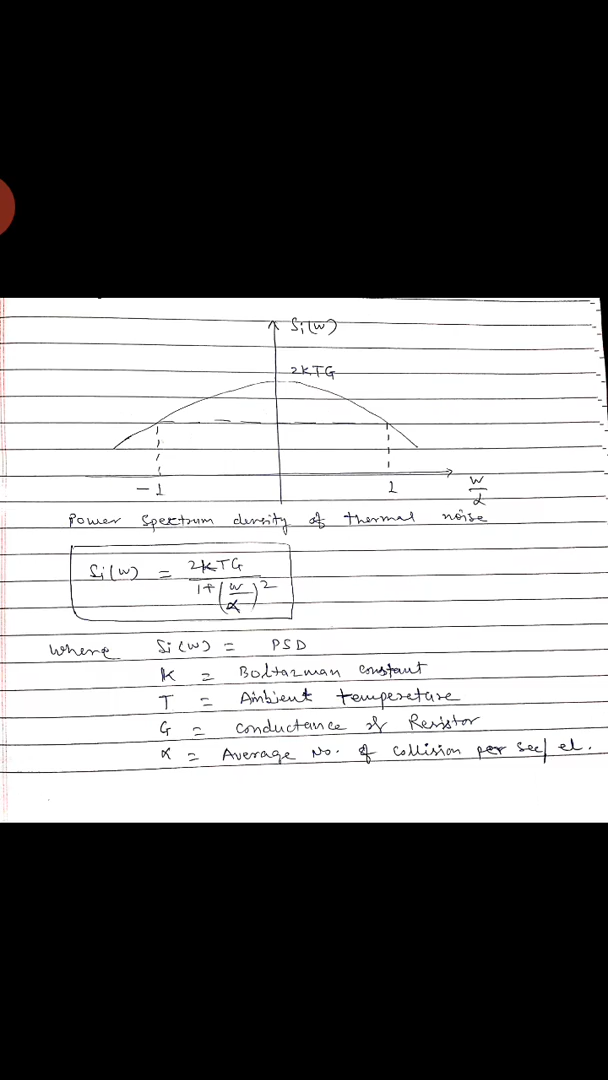 Si(w)
2KTG
-1
1
w/α
Power spectrum density of thermal noise
Si(w) = 2KTG / 1+(w/α)2
Where Si(w) = PSD
K = Boltazman constant
T = Ambient tempereture
G = conductance of Resistor
α = Average No. of collision per sec/el.